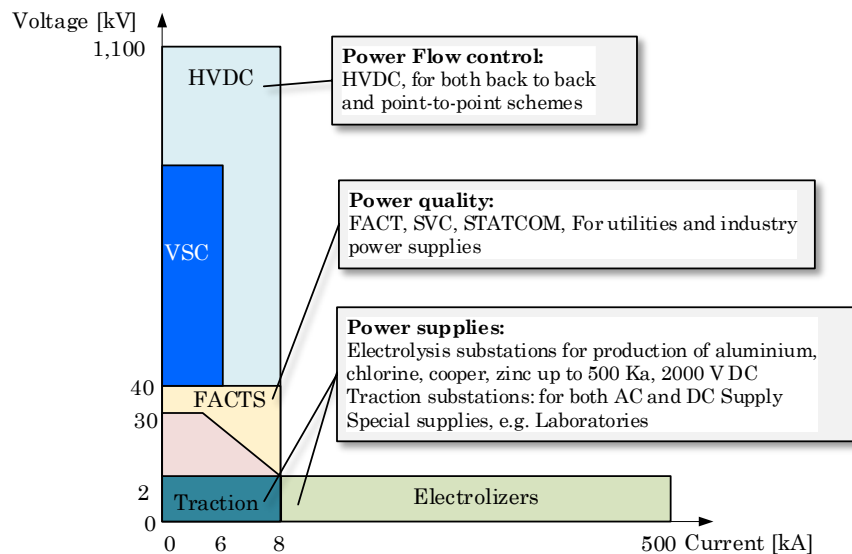 Voltage [kV]
1,100
HVDC
Power Flow control:
HVDC, for both back to back
and point-to-point schemes
Power quality:
FACT, SVC, STATCOM, For utilities and industry
power supplies
VSC
Power supplies:
Electrolysis substations for production of aluminium,
chlorine, cooper, zinc up to 500 Ka, 2000 V DC
Traction substations: for both AC and DC Supply
Special supplies, e.g. Laboratories
40
FACTS
30
2
Traction
Electrolizers
0
0 6 8 500 Current [kA]